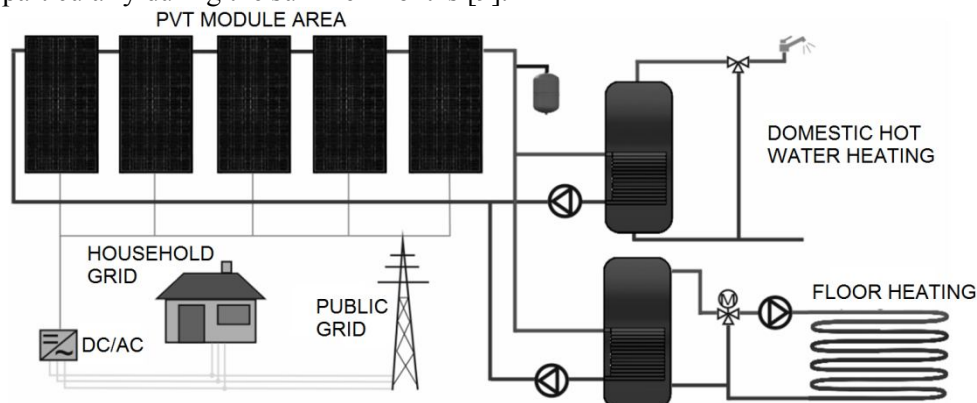 PVT MODULE AREA
DOMESTIC HOT
WATER HEATING
HOUSEHOLD
GRID
PUBLIC
GRID
DC/AC
M
FLOOR HEATING